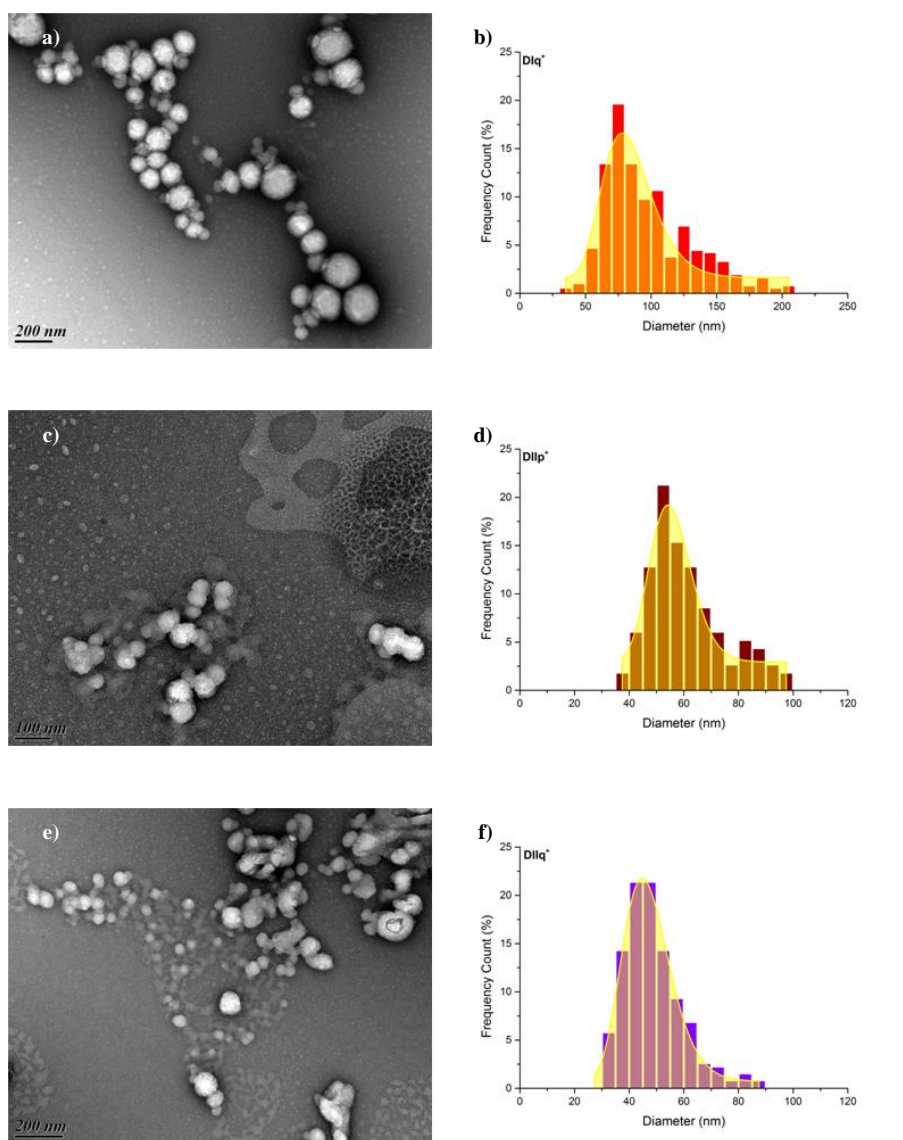 a)
200 nm
b)
DIq⁺
Frequency Count (%)
25
20
15
10
5
0
0 50 100 150 200 250
Diameter (nm)
c)
100 nm
d)
DIIp⁺
Frequency Count (%)
25
20
15
10
5
0
0 20 40 60 80 100 120
Diameter (nm)
e)
200 nm
f)
DIIq⁺
Frequency Count (%)
25
20
15
10
5
0
0 20 40 60 80 100 120
Diameter (nm)